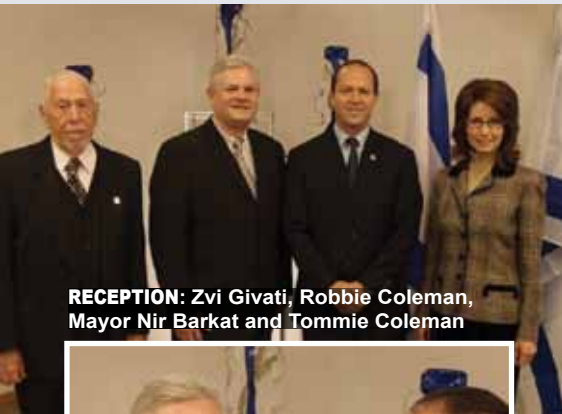 RECEPTION: Zvi Givati, Robbie Coleman,
Mayor Nir Barkat and Tommie Coleman